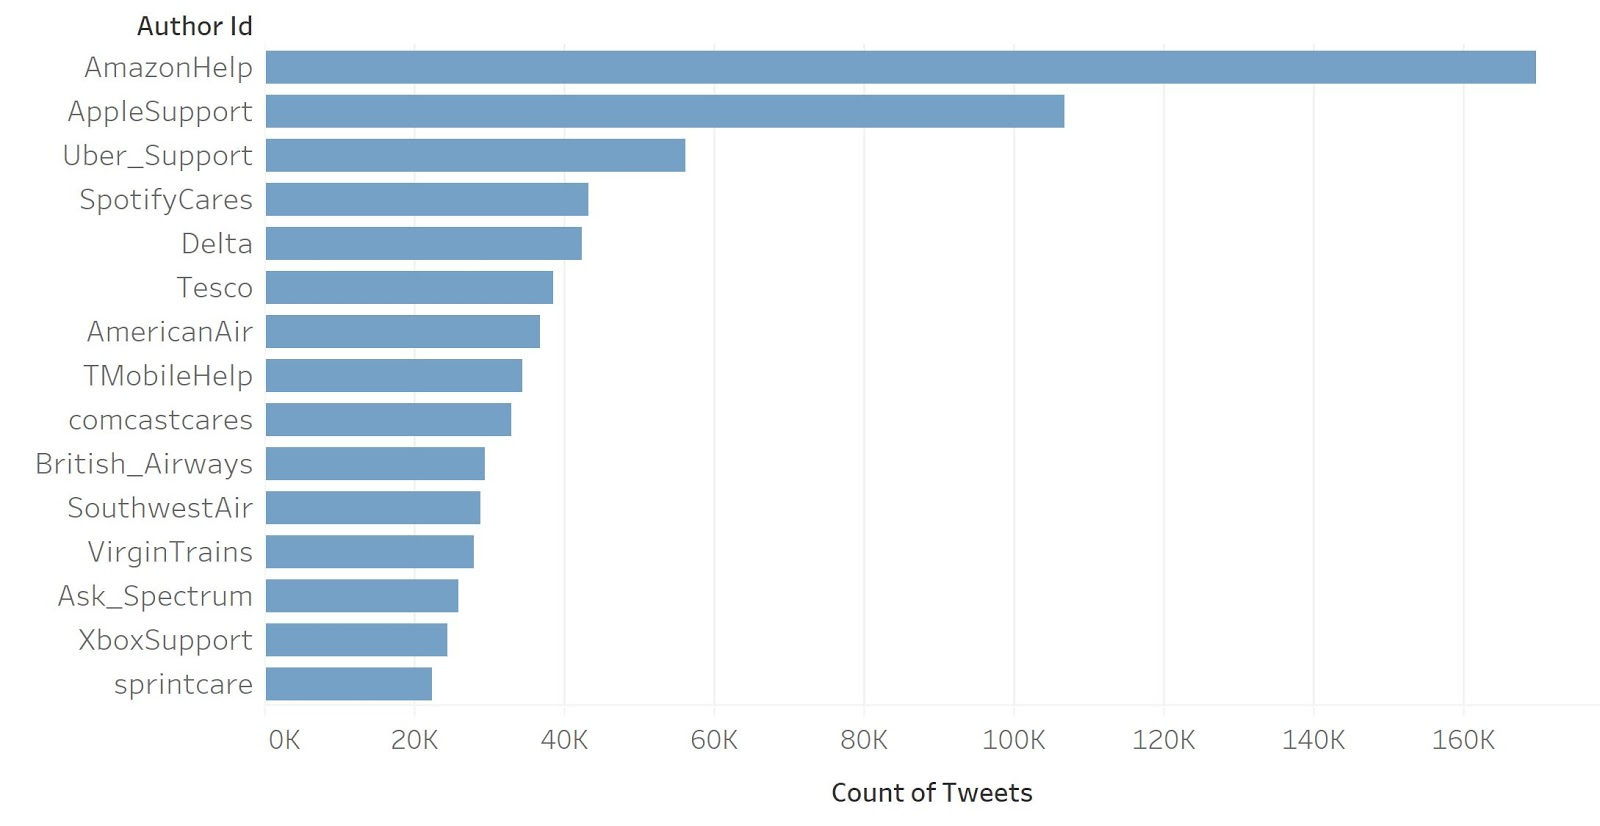 Author Id
AmazonHelp
AppleSupport
Uber_Support
SpotifyCares
Delta
Tesco
AmericanAir
TMobileHelp
comcastcares
British_Airways
SouthwestAir
VirginTrains
Ask_Spectrum
XboxSupport
sprintcare
0K 20K 40K 60K 80K 100K 120K 140K 160K
Count of Tweets